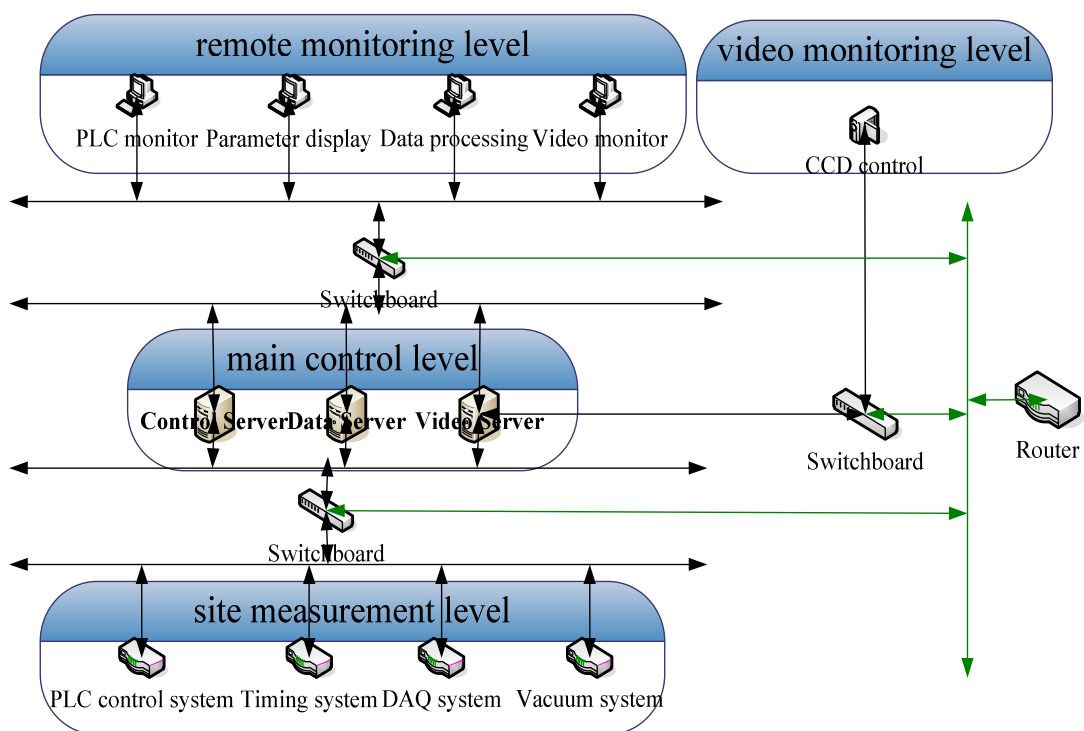 remote monitoring level
video monitoring level
PLC monitor Parameter display Data processing Video monitor
CCD control
Switchboard
main control level
Control Server Data Server Video Server
Switchboard
Router
Switchboard
site measurement level
PLC control system Timing system DAQ system Vacuum system